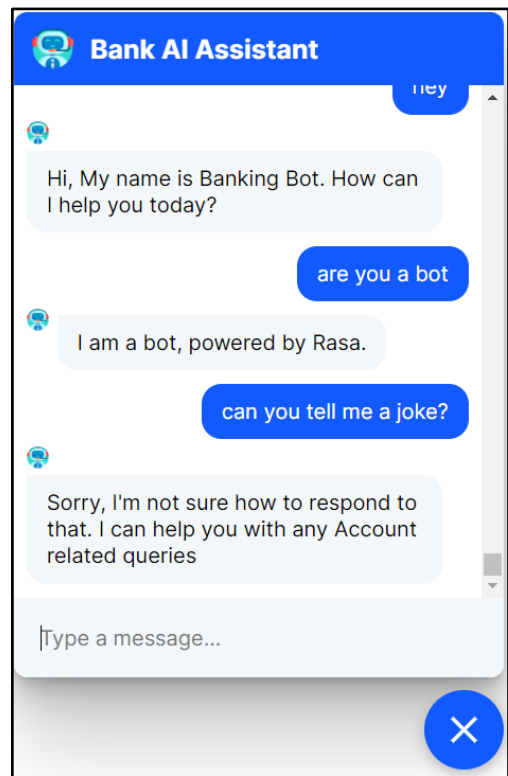 Bank AI Assistant
hey
Hi, My name is Banking Bot. How can
I help you today?
are you a bot
I am a bot, powered by Rasa.
can you tell me a joke?
Sorry, I'm not sure how to respond to
that. I can help you with any Account
related queries
Type a message...